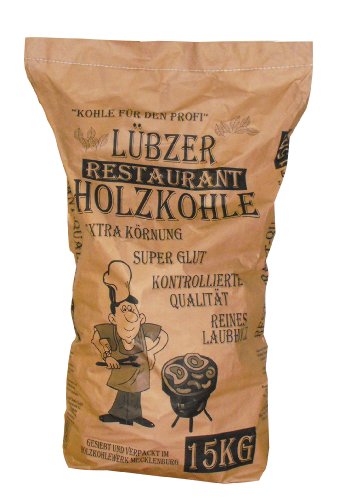 "KOHLE FÜR DEN PROFI"
LÜBZER
RESTAURANT
HOLZKOHLE
EXTRA KÖRNUNG
SUPER GLUT
KONTROLLIERTE
QUALITÄT
REINES
LAUBHOLZ
GESIEBT UND VERPACKT IM
HOLZKOHLEWERK MECKLENBURG
15KG